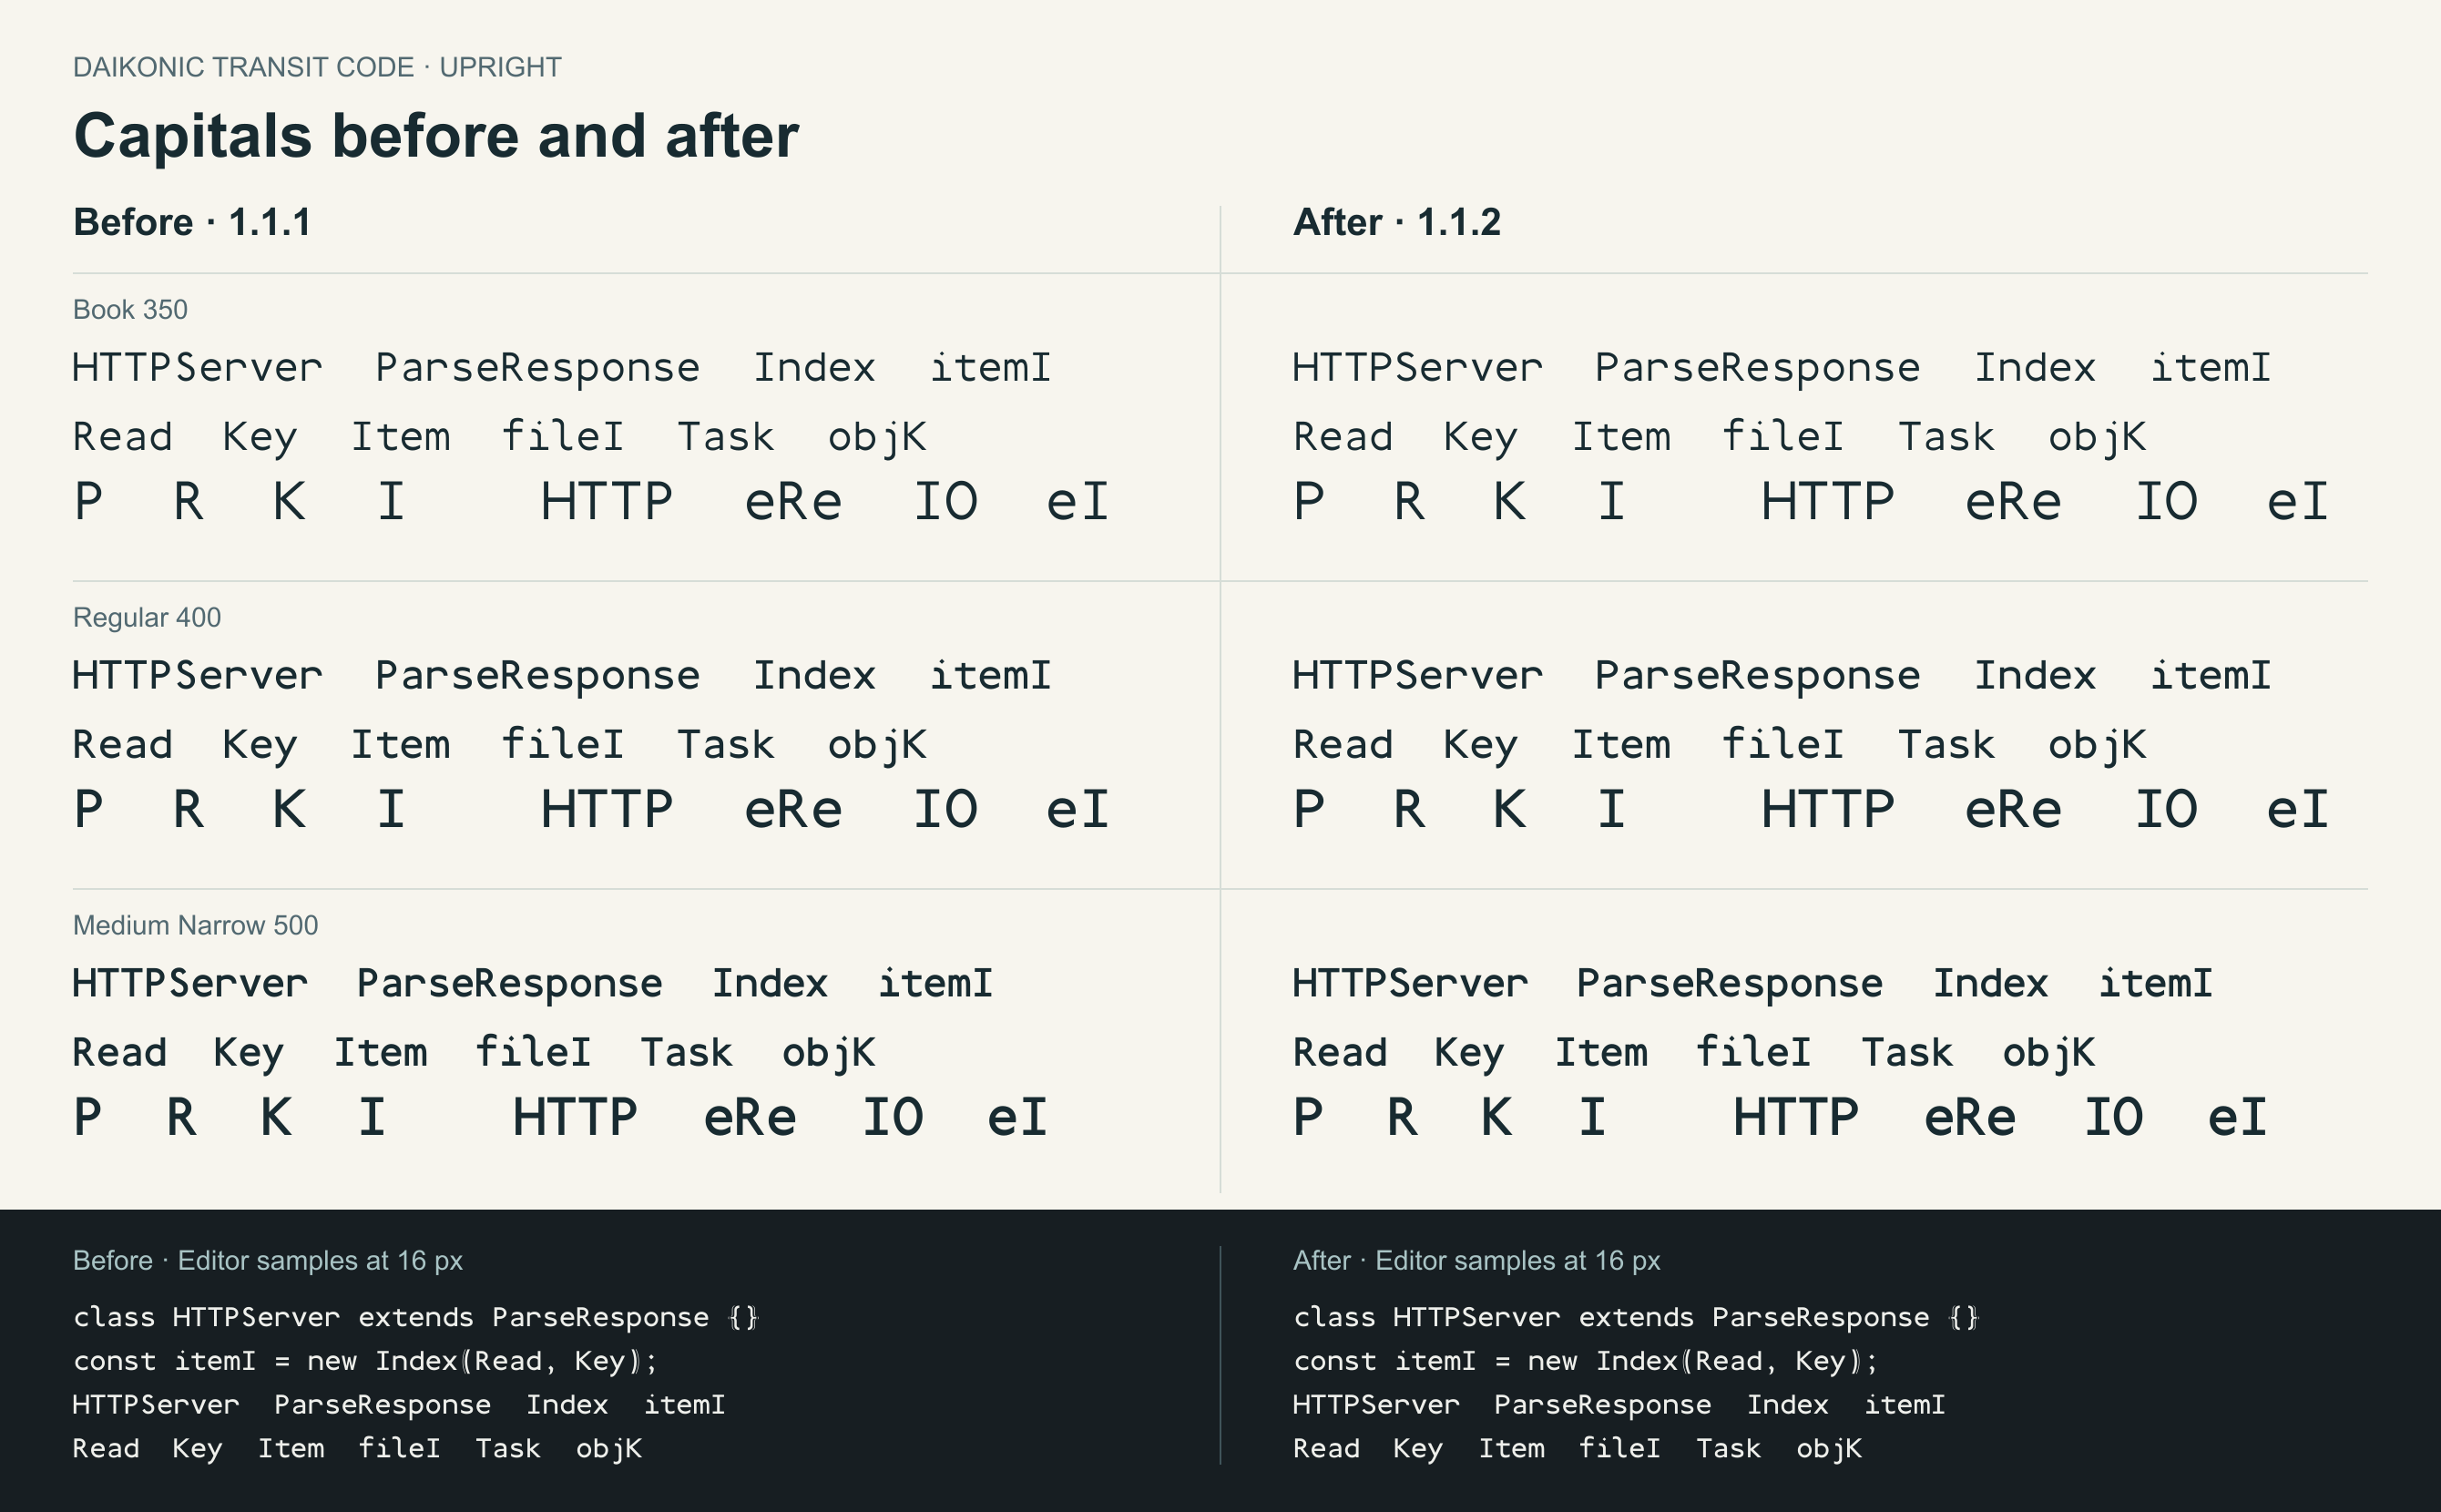 DAIKONIC TRANSIT CODE · UPRIGHT
Capitals before and after
Before · 1.1.1
After · 1.1.2
Book 350
HTTPServer ParseResponse Index itemI
Read Key Item fileI Task objK
P R K I HTTP eRe IO eI
HTTPServer ParseResponse Index itemI
Read Key Item fileI Task objK
P R K I HTTP eRe IO eI
Regular 400
HTTPServer ParseResponse Index itemI
Read Key Item fileI Task objK
P R K I HTTP eRe IO eI
HTTPServer ParseResponse Index itemI
Read Key Item fileI Task objK
P R K I HTTP eRe IO eI
Medium Narrow 500
HTTPServer ParseResponse Index itemI
Read Key Item fileI Task objK
P R K I HTTP eRe IO eI
HTTPServer ParseResponse Index itemI
Read Key Item fileI Task objK
P R K I HTTP eRe IO eI
Before · Editor samples at 16 px
class HTTPServer extends ParseResponse {}
const itemI = new Index(Read, Key);
HTTPServer ParseResponse Index itemI
Read Key Item fileI Task objK
After · Editor samples at 16 px
class HTTPServer extends ParseResponse {}
const itemI = new Index(Read, Key);
HTTPServer ParseResponse Index itemI
Read Key Item fileI Task objK